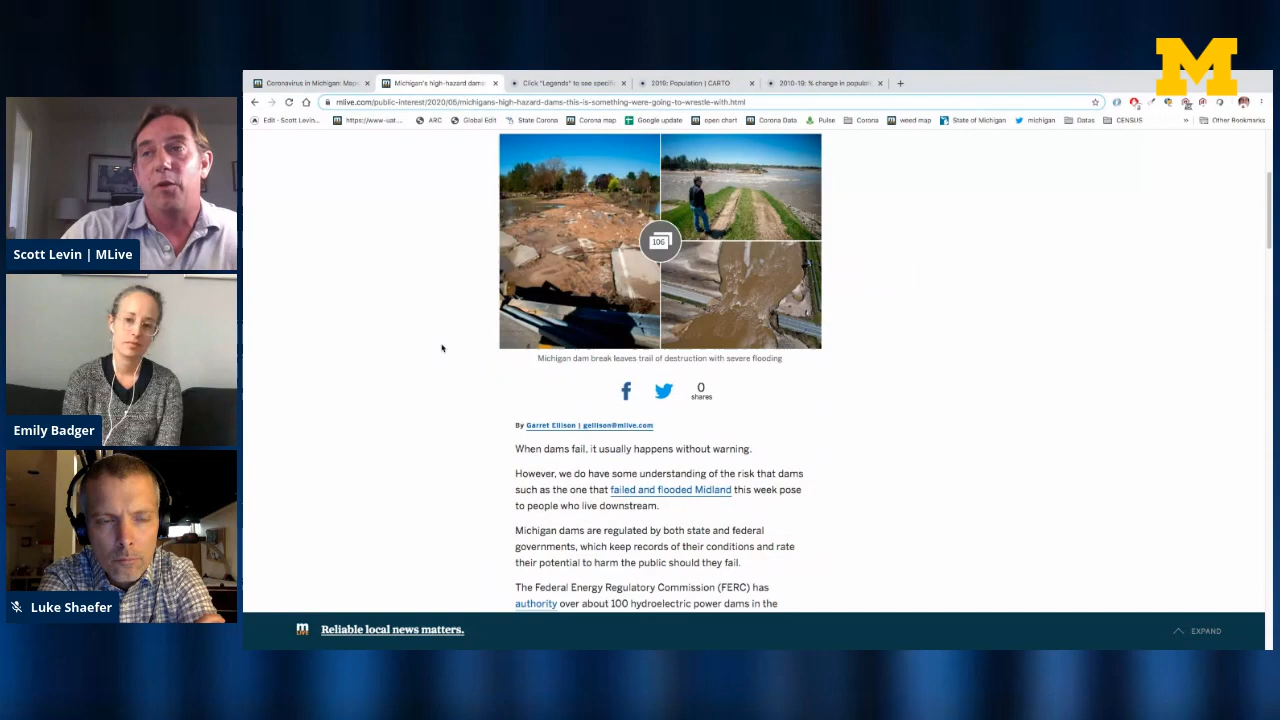 M
Coronavirus in Michigan: Maps
Michigan's high-hazard dams:
Click "Legends" to see specific
2019: Population | CARTO
2010-19: % change in populati
mlive.com/public-interest/2020/05/michigans-high-hazard-dams-this-is-something-were-going-to-wrestle-with.html
Edit - Scott Levin...
https://www-uat....
ARC
Global Edit
State Corona
Corona map
Google update
open chart
Corona Data
Pulse
Corona
weed map
State of Michigan
michigan
Datas
CENSUS
»
Other Bookmarks
106
Michigan dam break leaves trail of destruction with severe flooding
0
shares
By Garret Ellison | gellison@mlive.com
When dams fail, it usually happens without warning.
However, we do have some understanding of the risk that dams
such as the one that failed and flooded Midland this week pose
to people who live downstream.
Michigan dams are regulated by both state and federal
governments, which keep records of their conditions and rate
their potential to harm the public should they fail.
The Federal Energy Regulatory Commission (FERC) has
authority over about 100 hydroelectric power dams in the
m
LIVE
Reliable local news matters.
EXPAND
Scott Levin | MLive
Emily Badger
Luke Shaefer